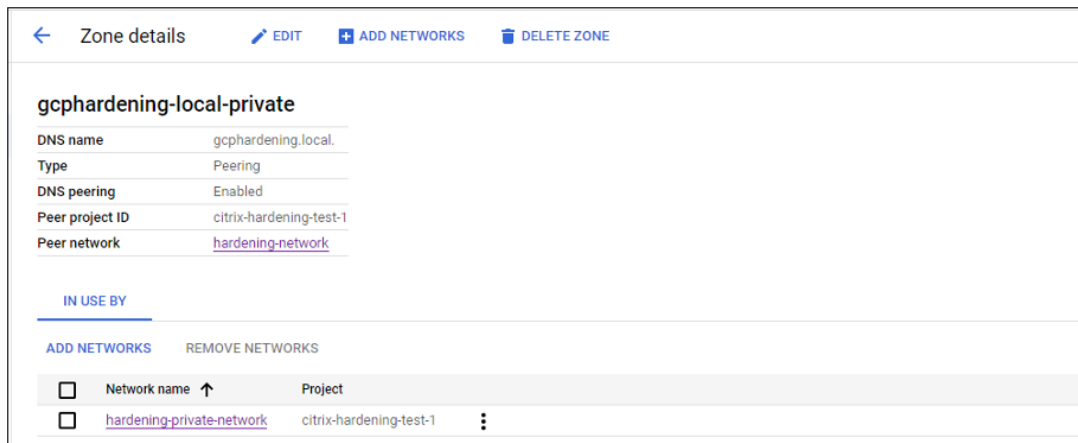 Zone details EDIT ADD NETWORKS DELETE ZONE
gcphardening-local-private
DNS name gcphardening.local.
Type Peering
DNS peering Enabled
Peer project ID citrix-hardening-test-1
Peer network hardening-network
IN USE BY
ADD NETWORKS REMOVE NETWORKS
Network name Project
hardening-private-network citrix-hardening-test-1